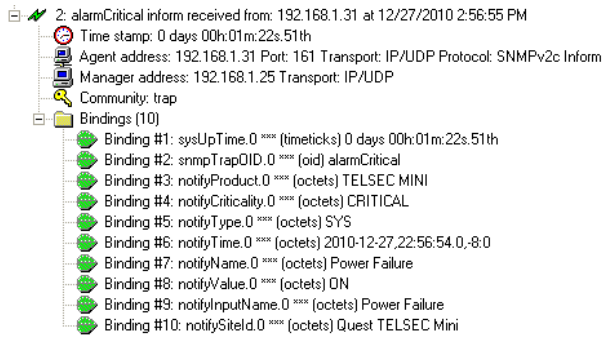 2: alarmCritical inform received from: 192.168.1.31 at 12/27/2010 2:56:55 PM
Time stamp: 0 days 00h:01m:22s.51th
Agent address: 192.168.1.31 Port: 161 Transport: IP/UDP Protocol: SNMPv2c Inform
Manager address: 192.168.1.25 Transport: IP/UDP
Community: trap
Bindings (10)
Binding #1: sysUpTime.0 *** (timeticks) 0 days 00h:01m:22s.51th
Binding #2: snmpTrapOID.0 *** (oid) alarmCritical
Binding #3: notifyProduct.0 *** (octets) TELSEC MINI
Binding #4: notifyCriticality.0 *** (octets) CRITICAL
Binding #5: notifyType.0 *** (octets) SYS
Binding #6: notifyTime.0 *** (octets) 2010-12-27,22:56:54.0,-8:0
Binding #7: notifyName.0 *** (octets) Power Failure
Binding #8: notifyValue.0 *** (octets) ON
Binding #9: notifyInputName.0 *** (octets) Power Failure
Binding #10: notifySiteId.0 *** (octets) Quest TELSEC Mini